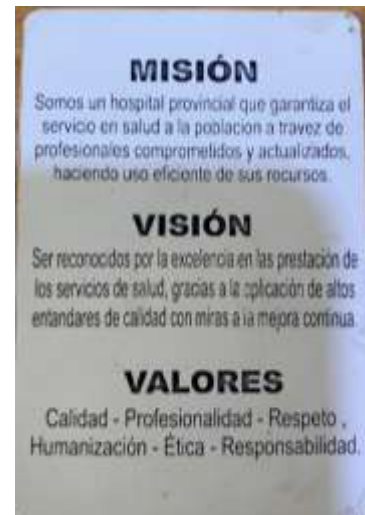 MISIÓN
Somos un hospital provincial que garantiza el
servicio en salud a la poblacion a travez de
profesionales comprometidos y actualizados,
haciendo uso eficiente de sus recursos.
VISIÓN
Ser reconocidos por la excelencia en las prestación de
los servicios de salud, gracias a la aplicación de altos
entandares de calidad con miras a la mejora continua.
VALORES
Calidad - Profesionalidad - Respeto ,
Humanización - Ética - Responsabilidad.